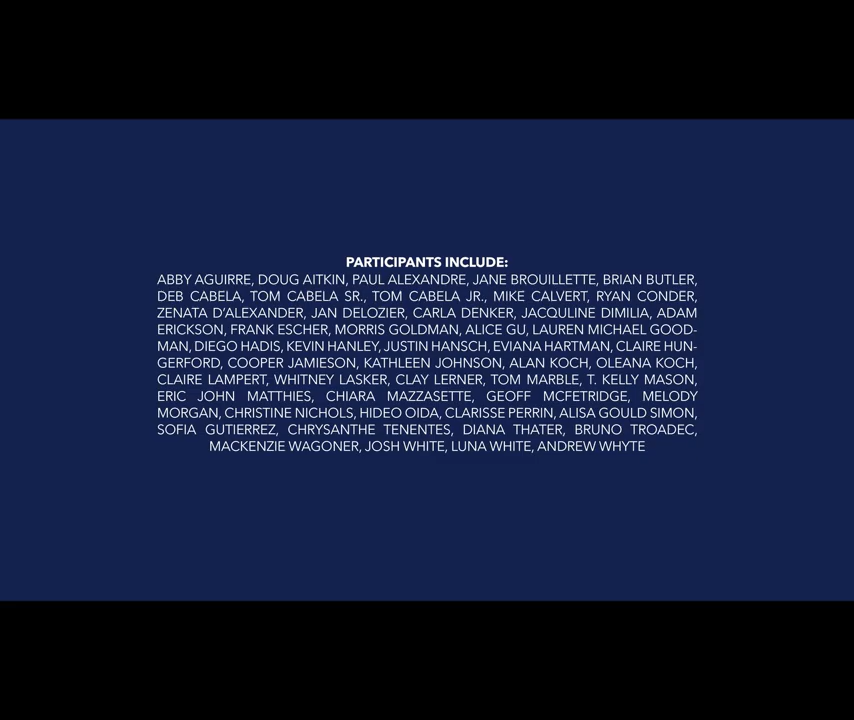 PARTICIPANTS INCLUDE:
ABBY AGUIRRE, DOUG AITKIN, PAUL ALEXANDRE, JANE BROUILLETTE, BRIAN BUTLER,
DEB CABELA, TOM CABELA SR., TOM CABELA JR., MIKE CALVERT, RYAN CONDER,
ZENATA D'ALEXANDER, JAN DELOZIER, CARLA DENKER, JACQULINE DIMILIA, ADAM
ERICKSON, FRANK ESCHER, MORRIS GOLDMAN, ALICE GU, LAUREN MICHAEL GOOD-
MAN, DIEGO HADIS, KEVIN HANLEY, JUSTIN HANSCH, EVIANA HARTMAN, CLAIRE HUN-
GERFORD, COOPER JAMIESON, KATHLEEN JOHNSON, ALAN KOCH, OLEANA KOCH,
CLAIRE LAMPERT, WHITNEY LASKER, CLAY LERNER, TOM MARBLE, T. KELLY MASON,
ERIC JOHN MATTHIES, CHIARA MAZZASETTE, GEOFF MCFETRIDGE, MELODY
MORGAN, CHRISTINE NICHOLS, HIDEO OIDA, CLARISSE PERRIN, ALISA GOULD SIMON,
SOFIA GUTIERREZ, CHRYSANTHE TENENTES, DIANA THATER, BRUNO TROADEC,
MACKENZIE WAGONER, JOSH WHITE, LUNA WHITE, ANDREW WHYTE